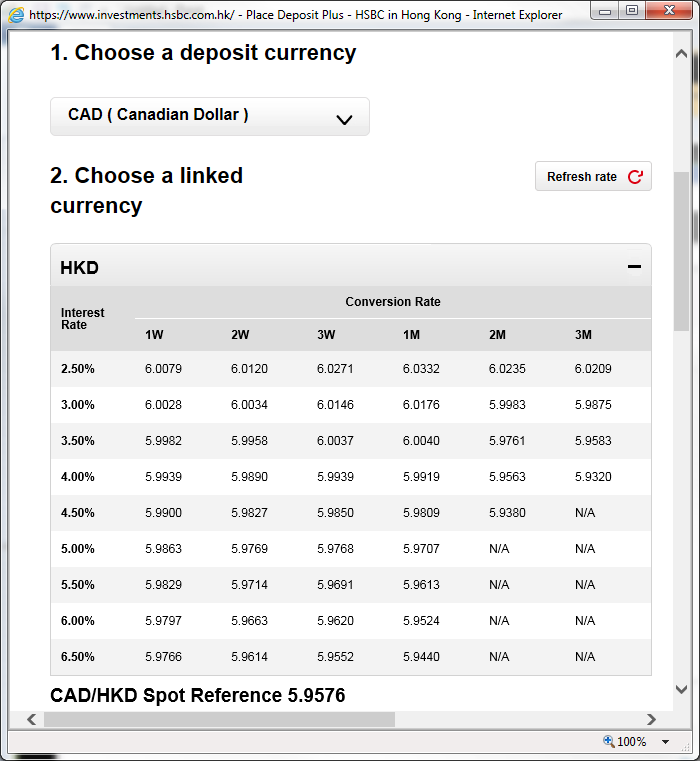 https://www.investments.hsbc.com.hk/ - Place Deposit Plus - HSBC in Hong Kong - Internet Explorer
1. Choose a deposit currency
CAD ( Canadian Dollar )
2. Choose a linked
currency
Refresh rate
HKD
Interest
Rate
Conversion Rate
1W 2W 3W 1M 2M 3M
2.50% 6.0079 6.0120 6.0271 6.0332 6.0235 6.0209
3.00% 6.0028 6.0034 6.0146 6.0176 5.9983 5.9875
3.50% 5.9982 5.9958 6.0037 6.0040 5.9761 5.9583
4.00% 5.9939 5.9890 5.9939 5.9919 5.9563 5.9320
4.50% 5.9900 5.9827 5.9850 5.9809 5.9380 N/A
5.00% 5.9863 5.9769 5.9768 5.9707 N/A N/A
5.50% 5.9829 5.9714 5.9691 5.9613 N/A N/A
6.00% 5.9797 5.9663 5.9620 5.9524 N/A N/A
6.50% 5.9766 5.9614 5.9552 5.9440 N/A N/A
CAD/HKD Spot Reference 5.9576
100%